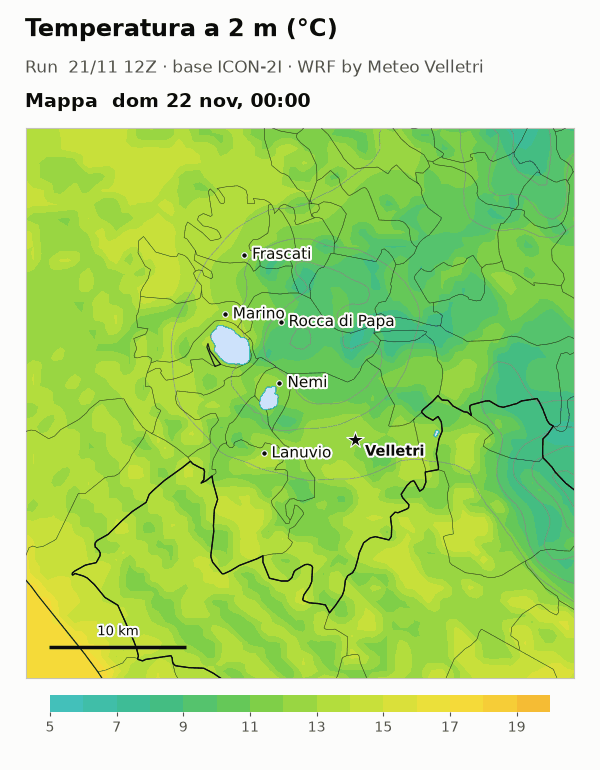 Temperatura a 2 m (°C)
Run  21/11 12Z · base ICON-2I · WRF by Meteo Velletri
Mappa  dom 22 nov, 00:00
Frascati
Marino
Rocca di Papa
Nemi
Velletri
Lanuvio
10 km
5 7 9 11 13 15 17 19